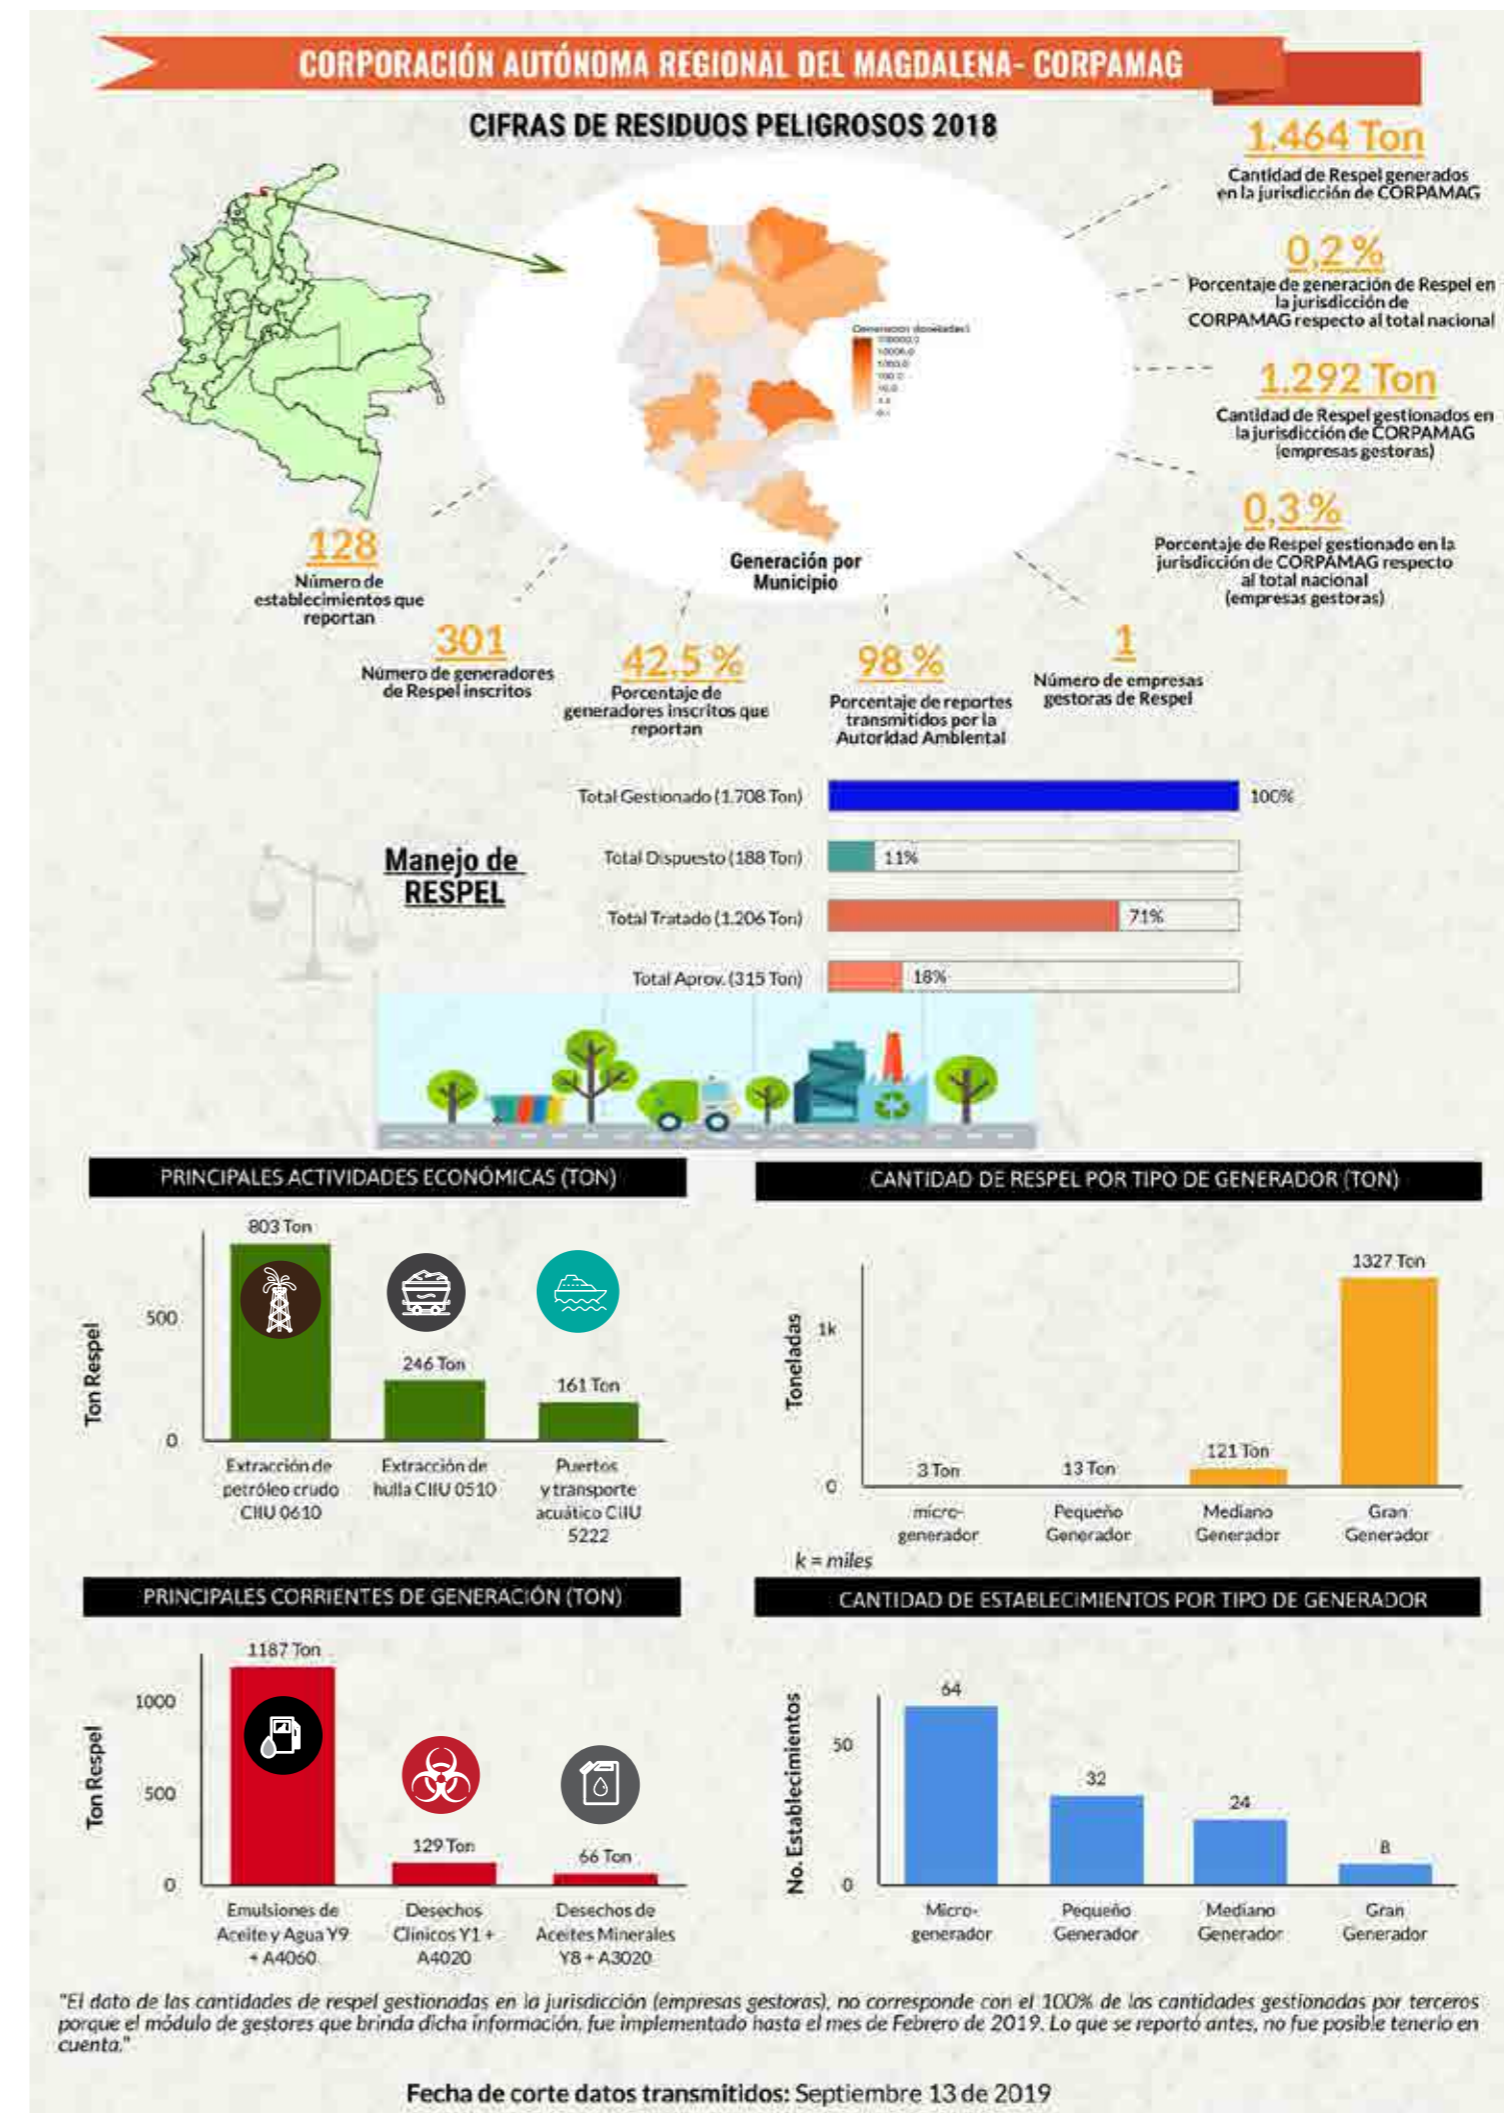 CORPORACIÓN AUTÓNOMA REGIONAL DEL MAGDALENA- CORPAMAG
CIFRAS DE RESIDUOS PELIGROSOS 2018
1.464 Ton
Cantidad de Respel generados
en la jurisdicción de CORPAMAG
0,2 %
Porcentaje de generación de Respel en
la jurisdicción de
CORPAMAG respecto al total nacional
1.292 Ton
Cantidad de Respel gestionados en
la jurisdicción de CORPAMAG
(empresas gestoras)
0,3 %
Porcentaje de Respel gestionado en la
jurisdicción de CORPAMAG respecto
al total nacional
(empresas gestoras)
Generación por
Municipio
128
Número de
establecimientos que
reportan
301
Número de generadores
de Respel inscritos
42,5 %
Porcentaje de
generadores inscritos que
reportan
98 %
Porcentaje de reportes
transmitidos por la
Autoridad Ambiental
1
Número de empresas
gestoras de Respel
Manejo de
RESPEL
Total Gestionado (1.708 Ton)
100%
Total Dispuesto (188 Ton)
11%
Total Tratado (1.206 Ton)
71%
Total Aprov. (315 Ton)
18%
PRINCIPALES ACTIVIDADES ECONÓMICAS (TON)
Ton Respel
500
0
803 Ton
246 Ton
161 Ton
Extracción de
petróleo crudo
CIIU 0610
Extracción de
hulla CIIU 0510
Puertos
y transporte
acuático CIIU
5222
CANTIDAD DE RESPEL POR TIPO DE GENERADOR (TON)
Toneladas
1k
0
3 Ton
13 Ton
121 Ton
1327 Ton
micro-
generador
Pequeño
Generador
Mediano
Generador
Gran
Generador
k = miles
PRINCIPALES CORRIENTES DE GENERACIÓN (TON)
Ton Respel
1000
500
0
1187 Ton
129 Ton
66 Ton
Emulsiones de
Aceite y Agua Y9
+ A4060
Desechos
Clínicos Y1 +
A4020
Desechos de
Aceites Minerales
Y8 + A3020
CANTIDAD DE ESTABLECIMIENTOS POR TIPO DE GENERADOR
No. Establecimientos
50
0
64
32
24
8
Micro-
generador
Pequeño
Generador
Mediano
Generador
Gran
Generador
"El dato de las cantidades de respel gestionadas en la jurisdicción (empresas gestoras), no corresponde con el 100% de las cantidades gestionadas por terceros
porque el módulo de gestores que brinda dicha información, fue implementado hasta el mes de Febrero de 2019. Lo que se reportó antes, no fue posible tenerlo en
cuenta."
Fecha de corte datos transmitidos: Septiembre 13 de 2019